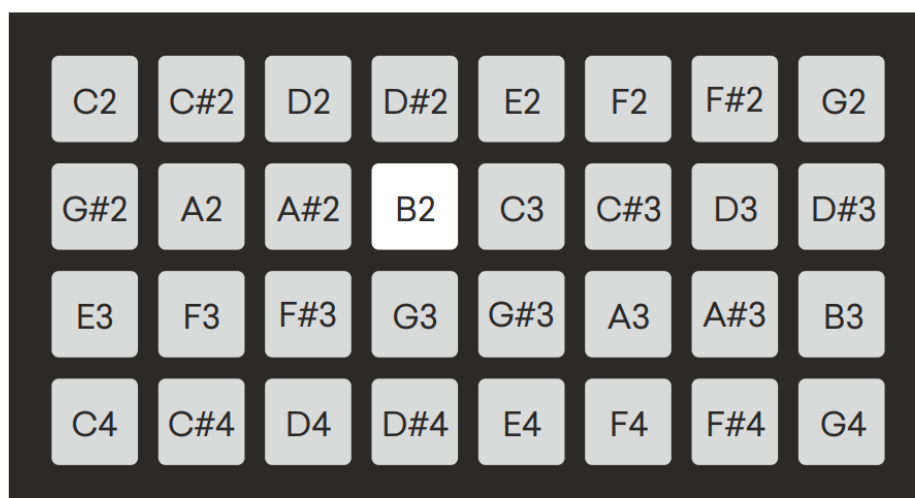 C2 C#2 D2 D#2 E2 F2 F#2 G2
G#2 A2 A#2 B2 C3 C#3 D3 D#3
E3 F3 F#3 G3 G#3 A3 A#3 B3
C4 C#4 D4 D#4 E4 F4 F#4 G4